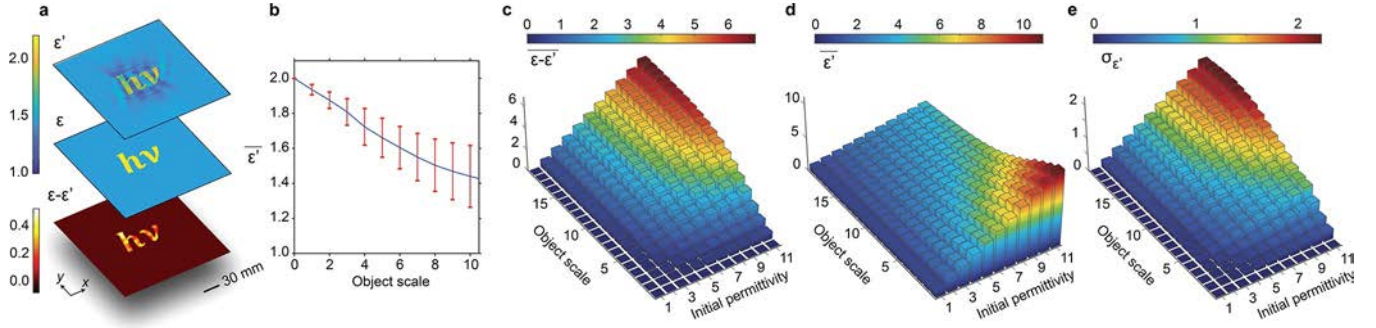 a
ε'
2.0
1.5
1.0
hν
ε
hν
ε-ε'
0.4
0.2
0.0
hν
y
x
30 mm
b
2.0
1.8
1.6
1.4
1.2
1.0
ε'
0 2 4 6 8 10
Object scale
c
0 1 2 3 4 5 6
ε-ε'
6
4
2
0
15
10
5
Object scale
1 3 5 7 9 11
Initial permittivity
d
0 2 4 6 8 10
ε'
10
5
0
15
10
5
Object scale
1 3 5 7 9 11
Initial permittivity
e
0 1 2
σε'
2
1
0
15
10
5
Object scale
1 3 5 7 9 11
Initial permittivity